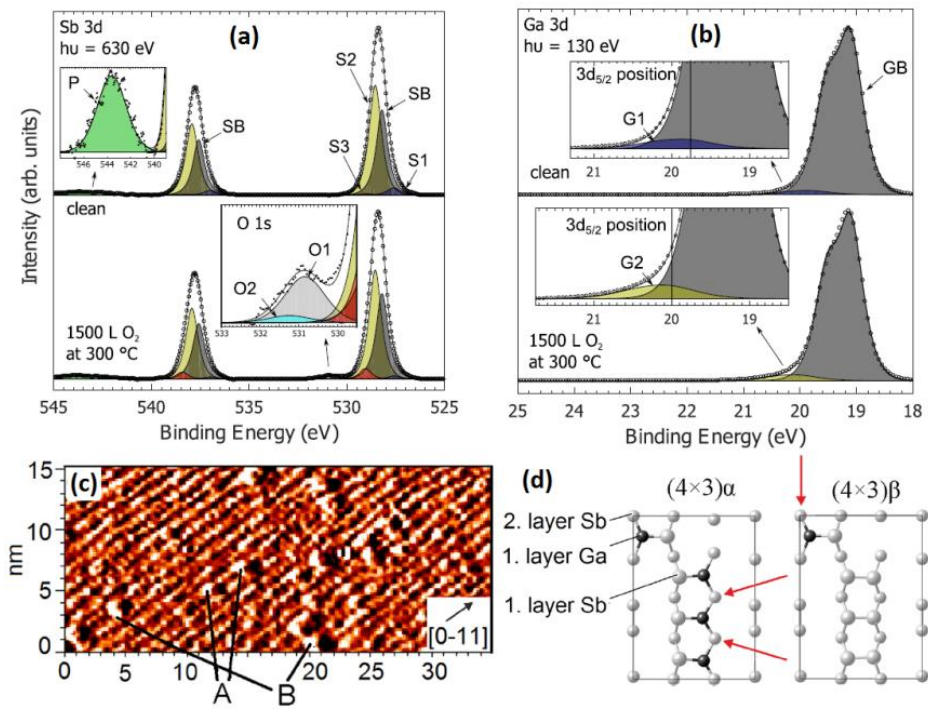 Sb 3d
hυ = 630 eV
(a)
P
546 544 542 540
S2
SB
SB
S3
S1
clean
O 1s
O1
O2
533 532 531 530
1500 L O2
at 300 ºC
Intensity (arb. units)
545 540 535 530 525
Binding Energy (eV)
Ga 3d
hυ = 130 eV
(b)
3d5/2 position
G1
GB
21 20 19
clean
3d5/2 position
G2
21 20 19
1500 L O2
at 300 ºC
25 24 23 22 21 20 19 18
Binding Energy (eV)
(c)
15
10
5
0
nm
[0-11]
0 5 10 15 20 25 30
A B
(d)
(4×3)α
(4×3)β
2. layer Sb
1. layer Ga
1. layer Sb